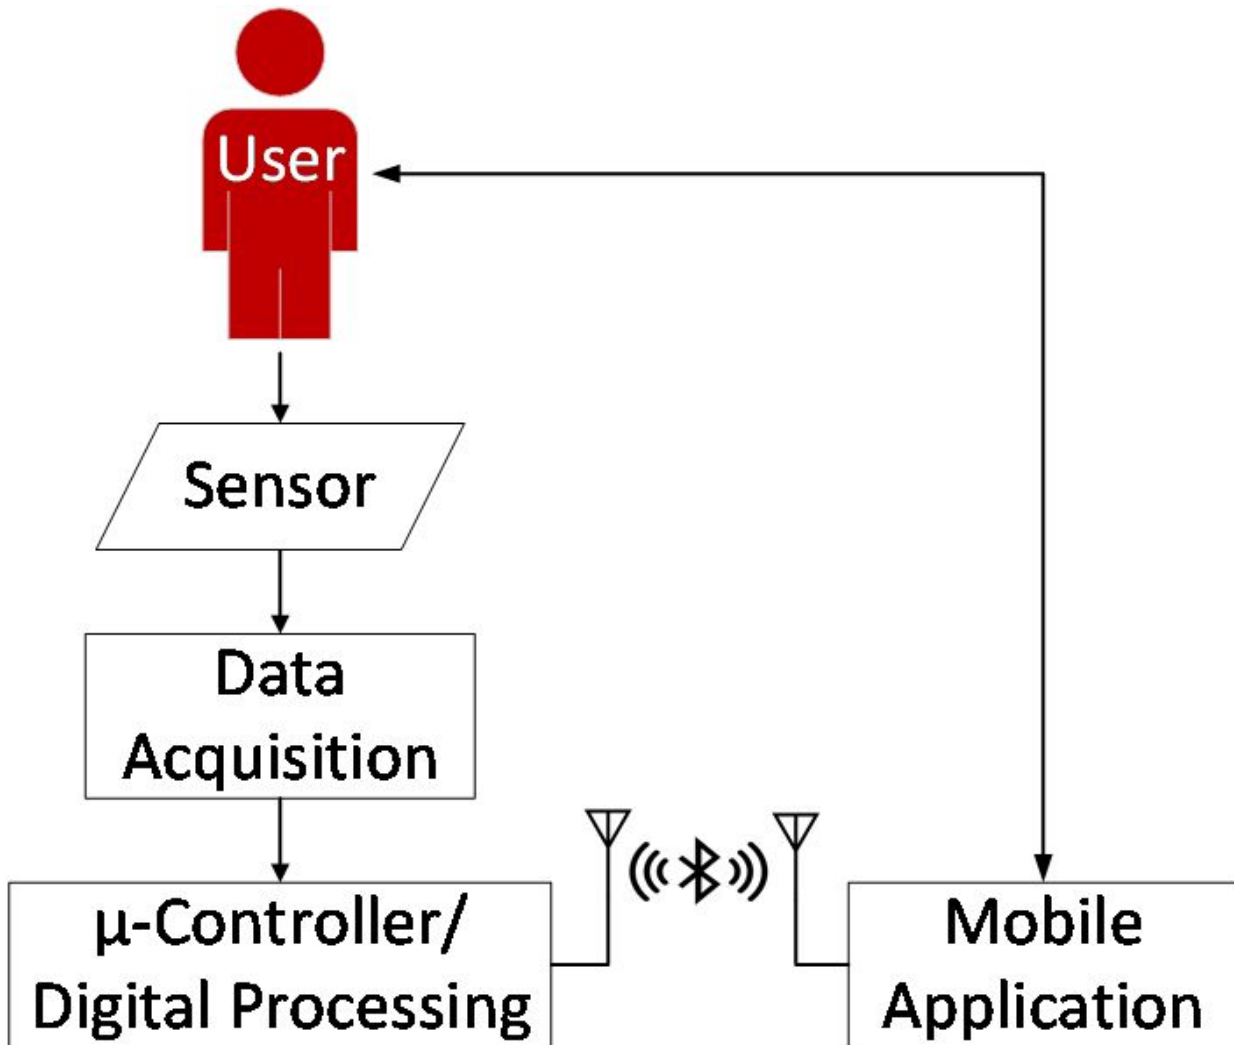 User
Sensor
Data
Acquisition
µ-Controller/
Digital Processing
Mobile
Application